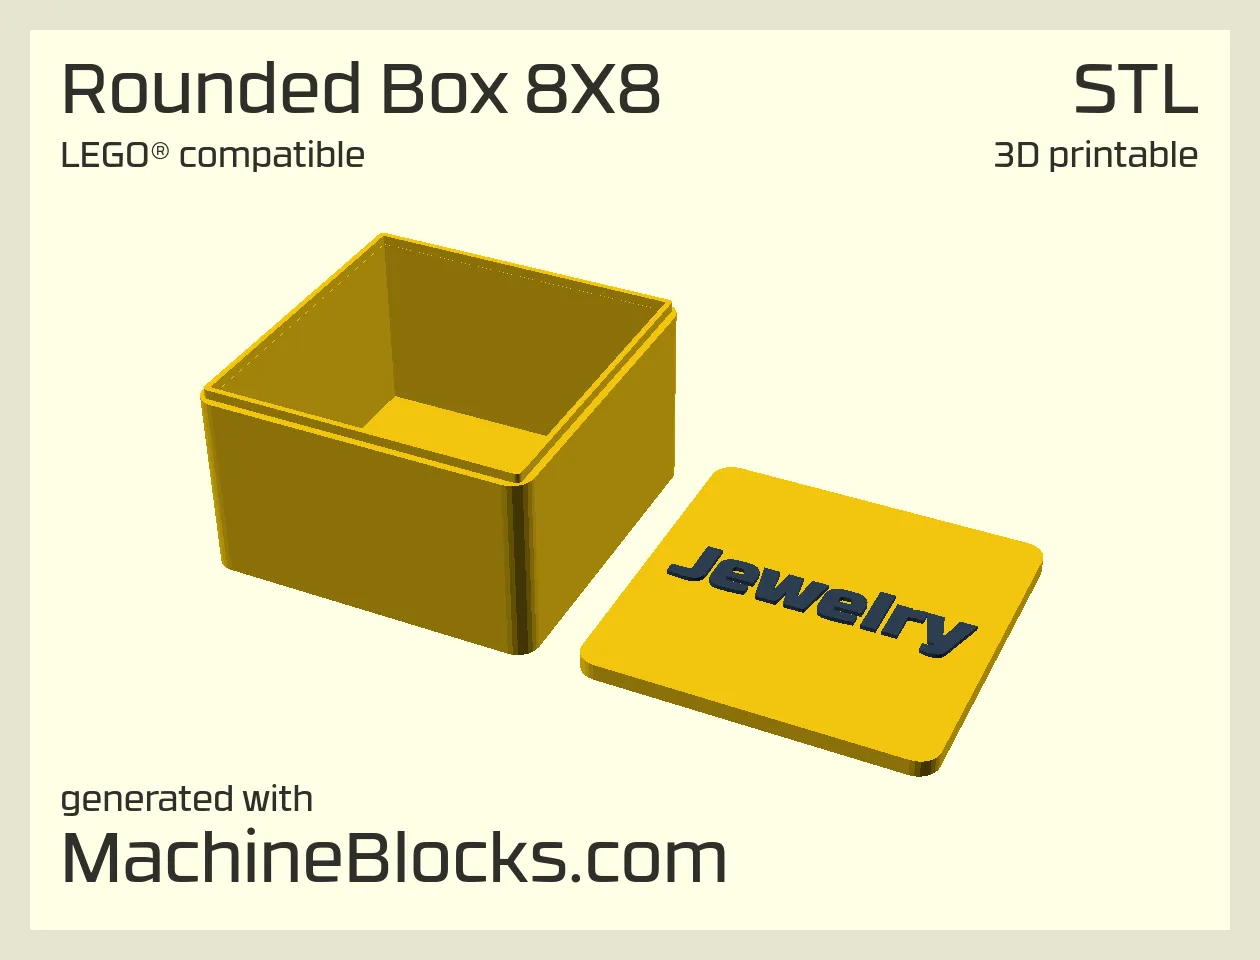 Rounded Box 8X8
STL
LEGO® compatible
3D printable
Jewelry
generated with
MachineBlocks.com